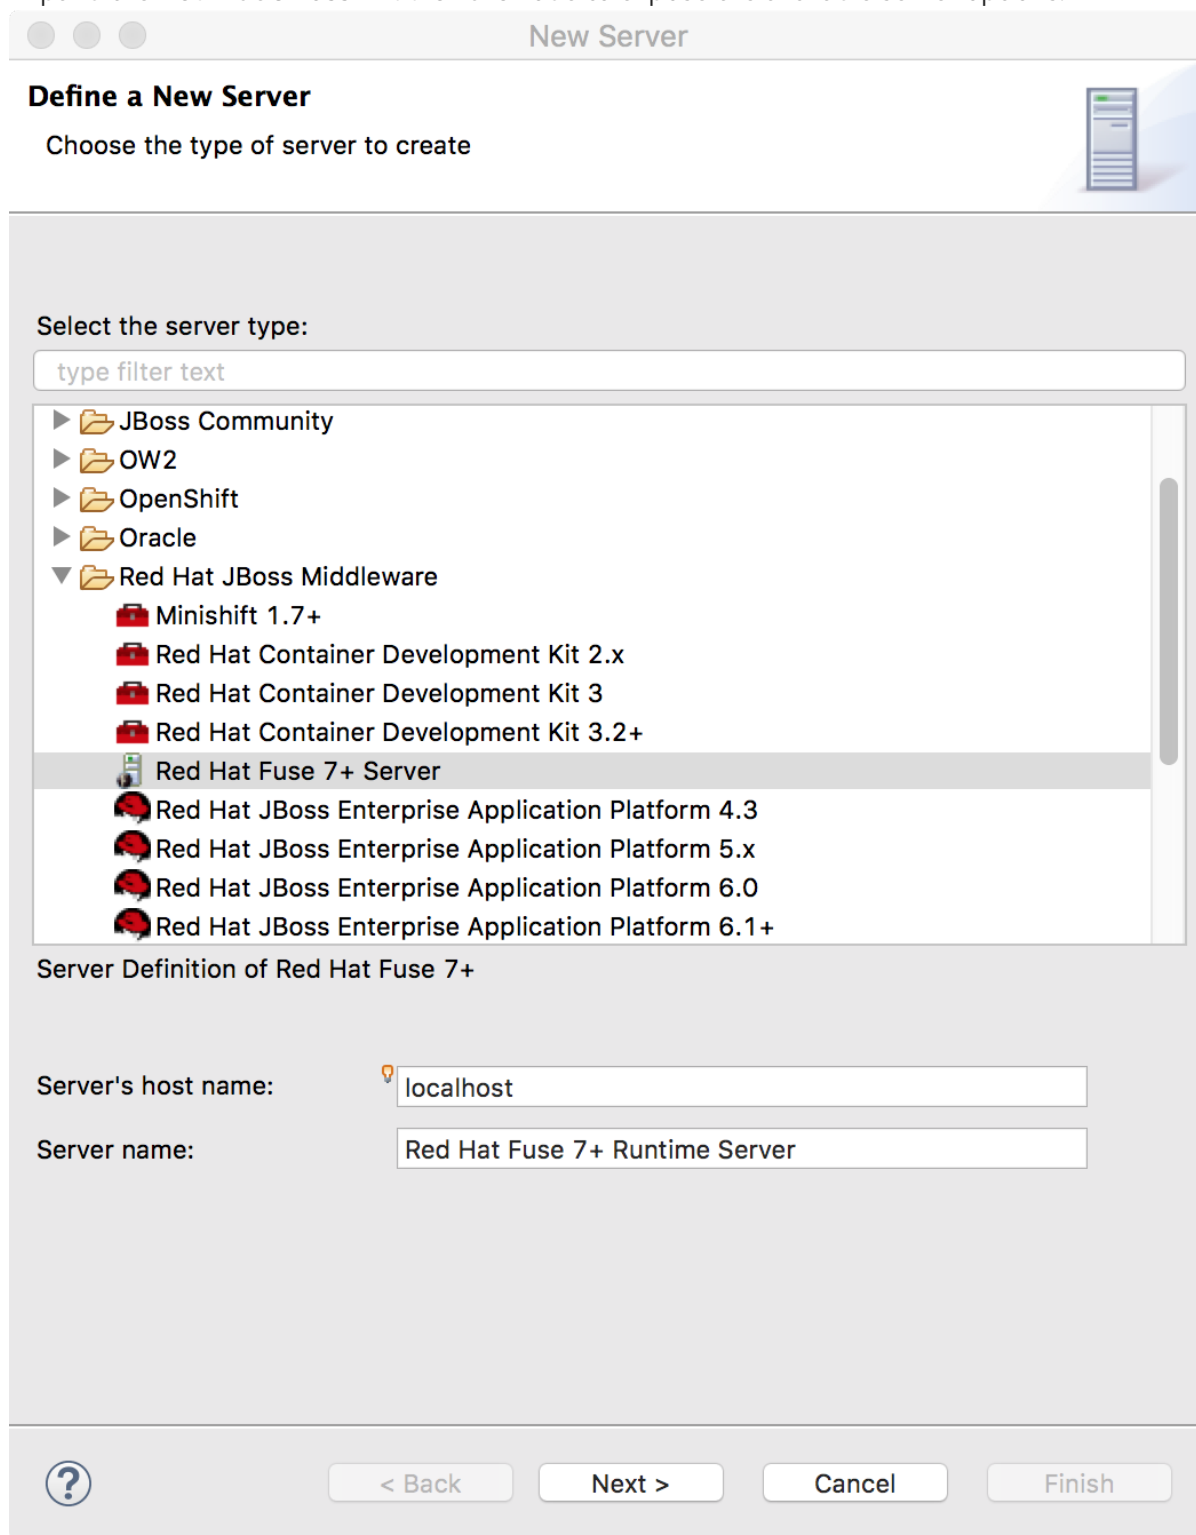 New Server
Define a New Server
Choose the type of server to create
Select the server type:
type filter text
JBoss Community
OW2
OpenShift
Oracle
Red Hat JBoss Middleware
Minishift 1.7+
Red Hat Container Development Kit 2.x
Red Hat Container Development Kit 3
Red Hat Container Development Kit 3.2+
Red Hat Fuse 7+ Server
Red Hat JBoss Enterprise Application Platform 4.3
Red Hat JBoss Enterprise Application Platform 5.x
Red Hat JBoss Enterprise Application Platform 6.0
Red Hat JBoss Enterprise Application Platform 6.1+
Server Definition of Red Hat Fuse 7+
Server's host name: localhost
Server name: Red Hat Fuse 7+ Runtime Server
? < Back Next > Cancel Finish